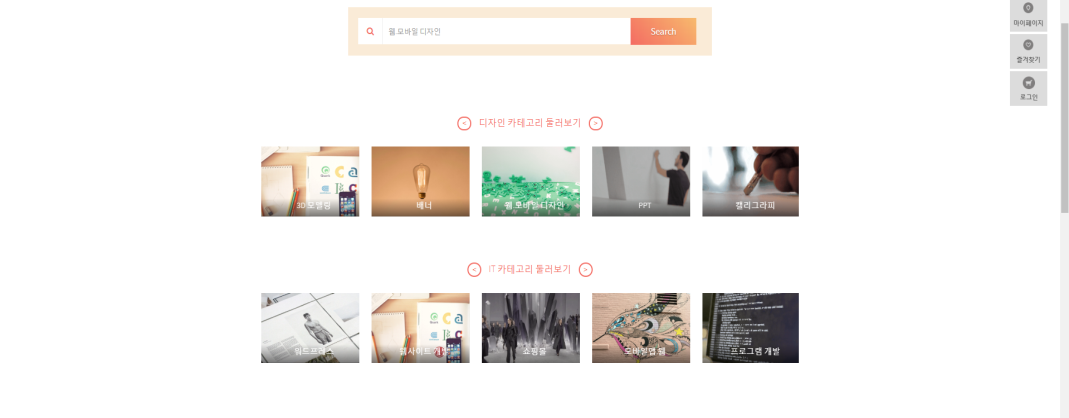 웹.모바일 디자인
Search
마이페이지
즐겨찾기
로그인
< 디자인 카테고리 둘러보기 >
3D 모델링
배너
웹.모바일 디자인
PPT
캘리그라피
< IT 카테고리 둘러보기 >
워드프레스
웹사이트 개발
쇼핑몰
모바일앱.웹
프로그램 개발